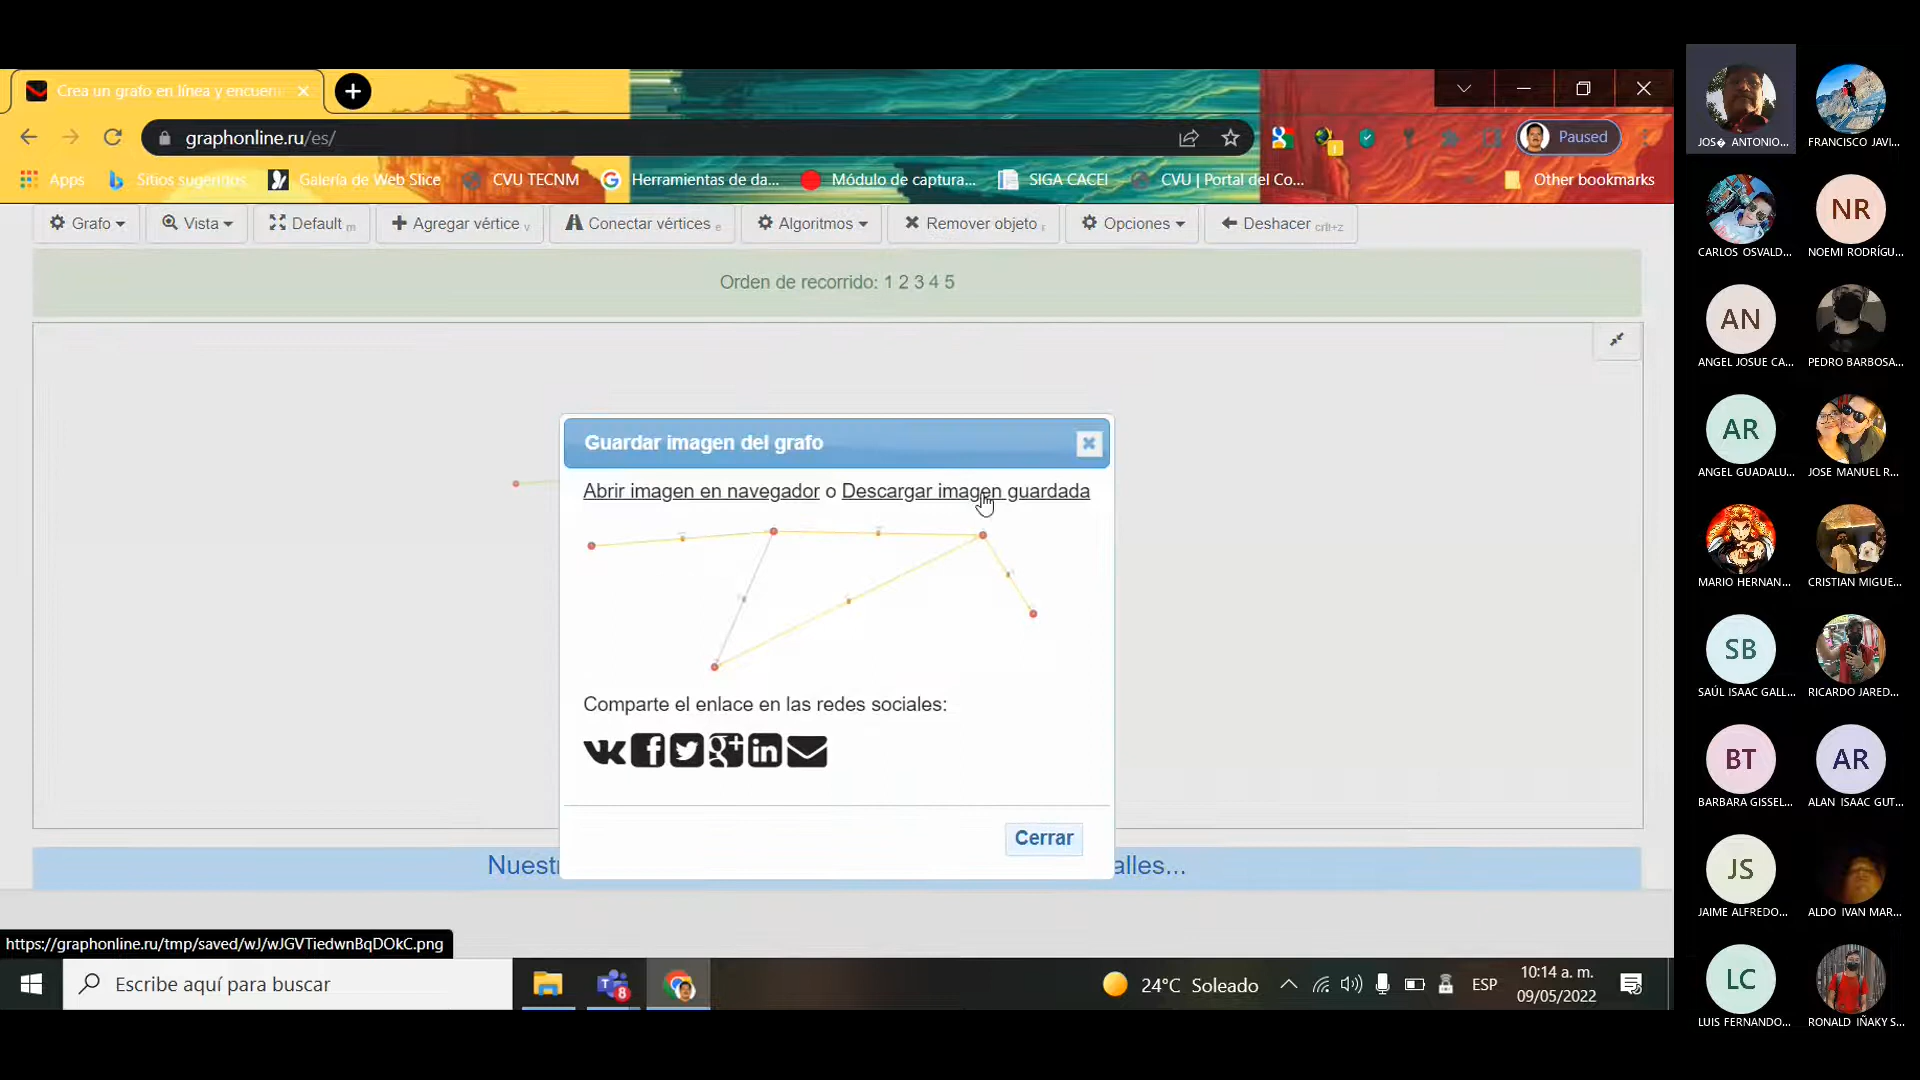 Crea un grafo en línea y encuen
graphonline.ru/es/
Paused
Apps
Sitios sugeridos
Galería de Web Slice
CVU TECNM
Herramientas de da...
Módulo de captura...
SIGA CACEI
CVU | Portal del Co...
Other bookmarks
Grafo
Vista
Default m
Agregar vértice v
Conectar vértices e
Algoritmos
Remover objeto r
Opciones
Deshacer crtl+z
Orden de recorrido: 1 2 3 4 5
Guardar imagen del grafo
Abrir imagen en navegador o Descargar imagen guardada
Comparte el enlace en las redes sociales:
Cerrar
Nuest
alles...
https://graphonline.ru/tmp/saved/wJ/wJGVTiedwnBqDOkC.png
Escribe aquí para buscar
8
24°C Soleado
ESP
10:14 a. m.
09/05/2022
JOS� ANTONIO...
FRANCISCO JAVI...
CARLOS OSVALD...
NR
NOEMI RODRÍGU...
AN
ANGEL JOSUE CA...
PEDRO BARBOSA...
AR
ANGEL GUADALU...
JOSE MANUEL R...
MARIO HERNAN...
CRISTIAN MIGUE...
SB
SAÚL ISAAC GALL...
RICARDO JARED...
BT
BARBARA GISSEL...
AR
ALAN ISAAC GUT...
JS
JAIME ALFREDO...
ALDO IVAN MAR...
LC
LUIS FERNANDO...
RONALD IÑAKY S...